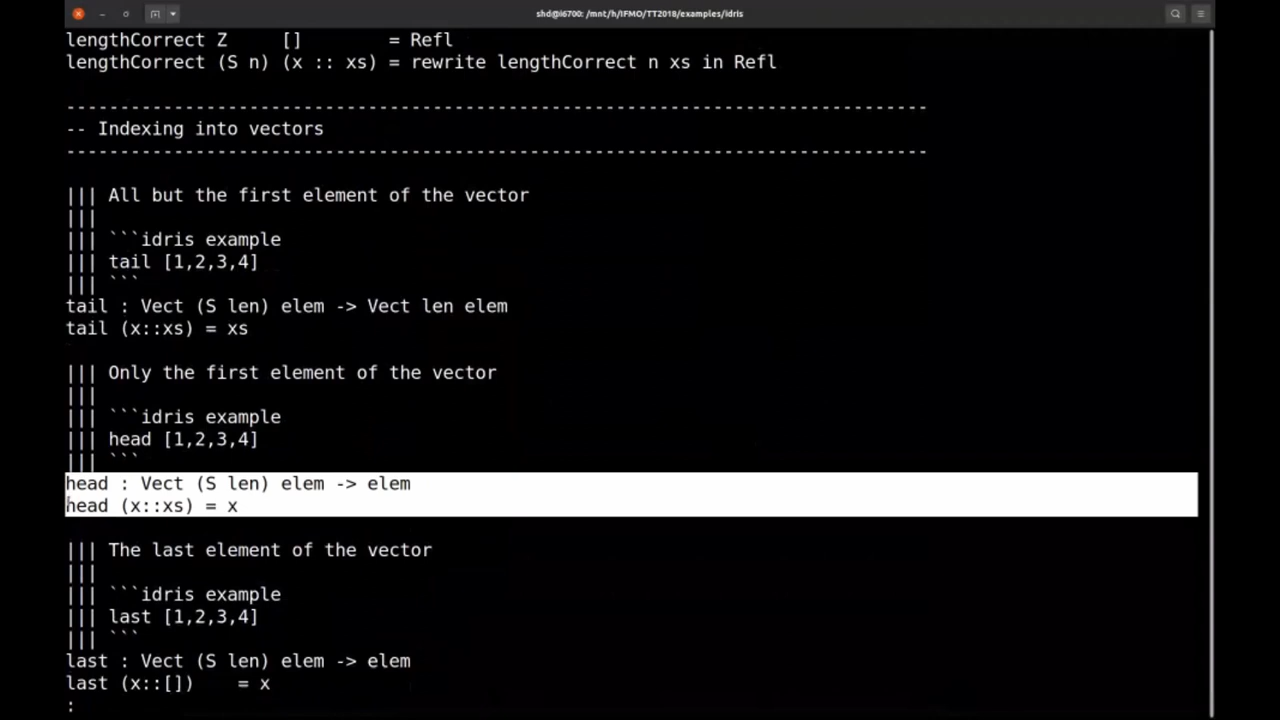 shd@i6700: /mnt/h/IFMO/TT2018/examples/idris
lengthCorrect Z     []        = Refl
lengthCorrect (S n) (x :: xs) = rewrite lengthCorrect n xs in Refl
--------------------------------------------------------------------------------
-- Indexing into vectors
--------------------------------------------------------------------------------
||| All but the first element of the vector
|||
||| ```idris example
||| tail [1,2,3,4]
||| ```
tail : Vect (S len) elem -> Vect len elem
tail (x::xs) = xs
||| Only the first element of the vector
|||
||| ```idris example
||| head [1,2,3,4]
||| ```
head : Vect (S len) elem -> elem
head (x::xs) = x
||| The last element of the vector
|||
||| ```idris example
||| last [1,2,3,4]
||| ```
last : Vect (S len) elem -> elem
last (x::[])    = x
: